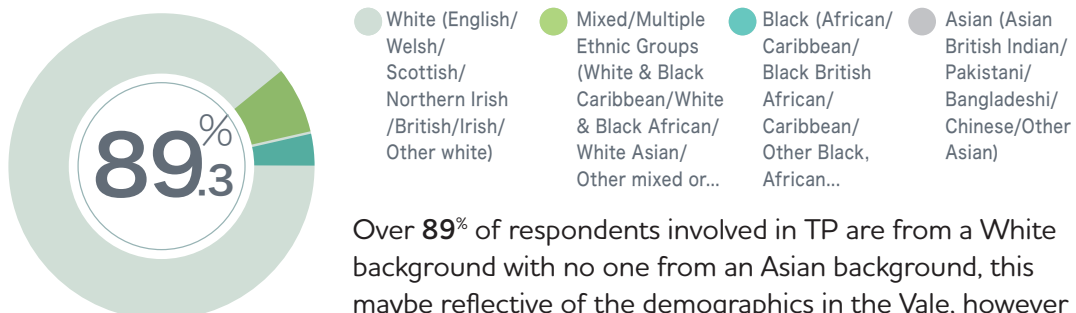 89.3%
White (English/
Welsh/
Scottish/
Northern Irish
/British/Irish/
Other white)
Mixed/Multiple
Ethnic Groups
(White & Black
Caribbean/White
& Black African/
White Asian/
Other mixed or...
Black (African/
Caribbean/
Black British
African/
Caribbean/
Other Black,
African...
Asian (Asian
British Indian/
Pakistani/
Bangladeshi/
Chinese/Other
Asian)
Over 89% of respondents involved in TP are from a White
background with no one from an Asian background, this
maybe reflective of the demographics in the Vale, however